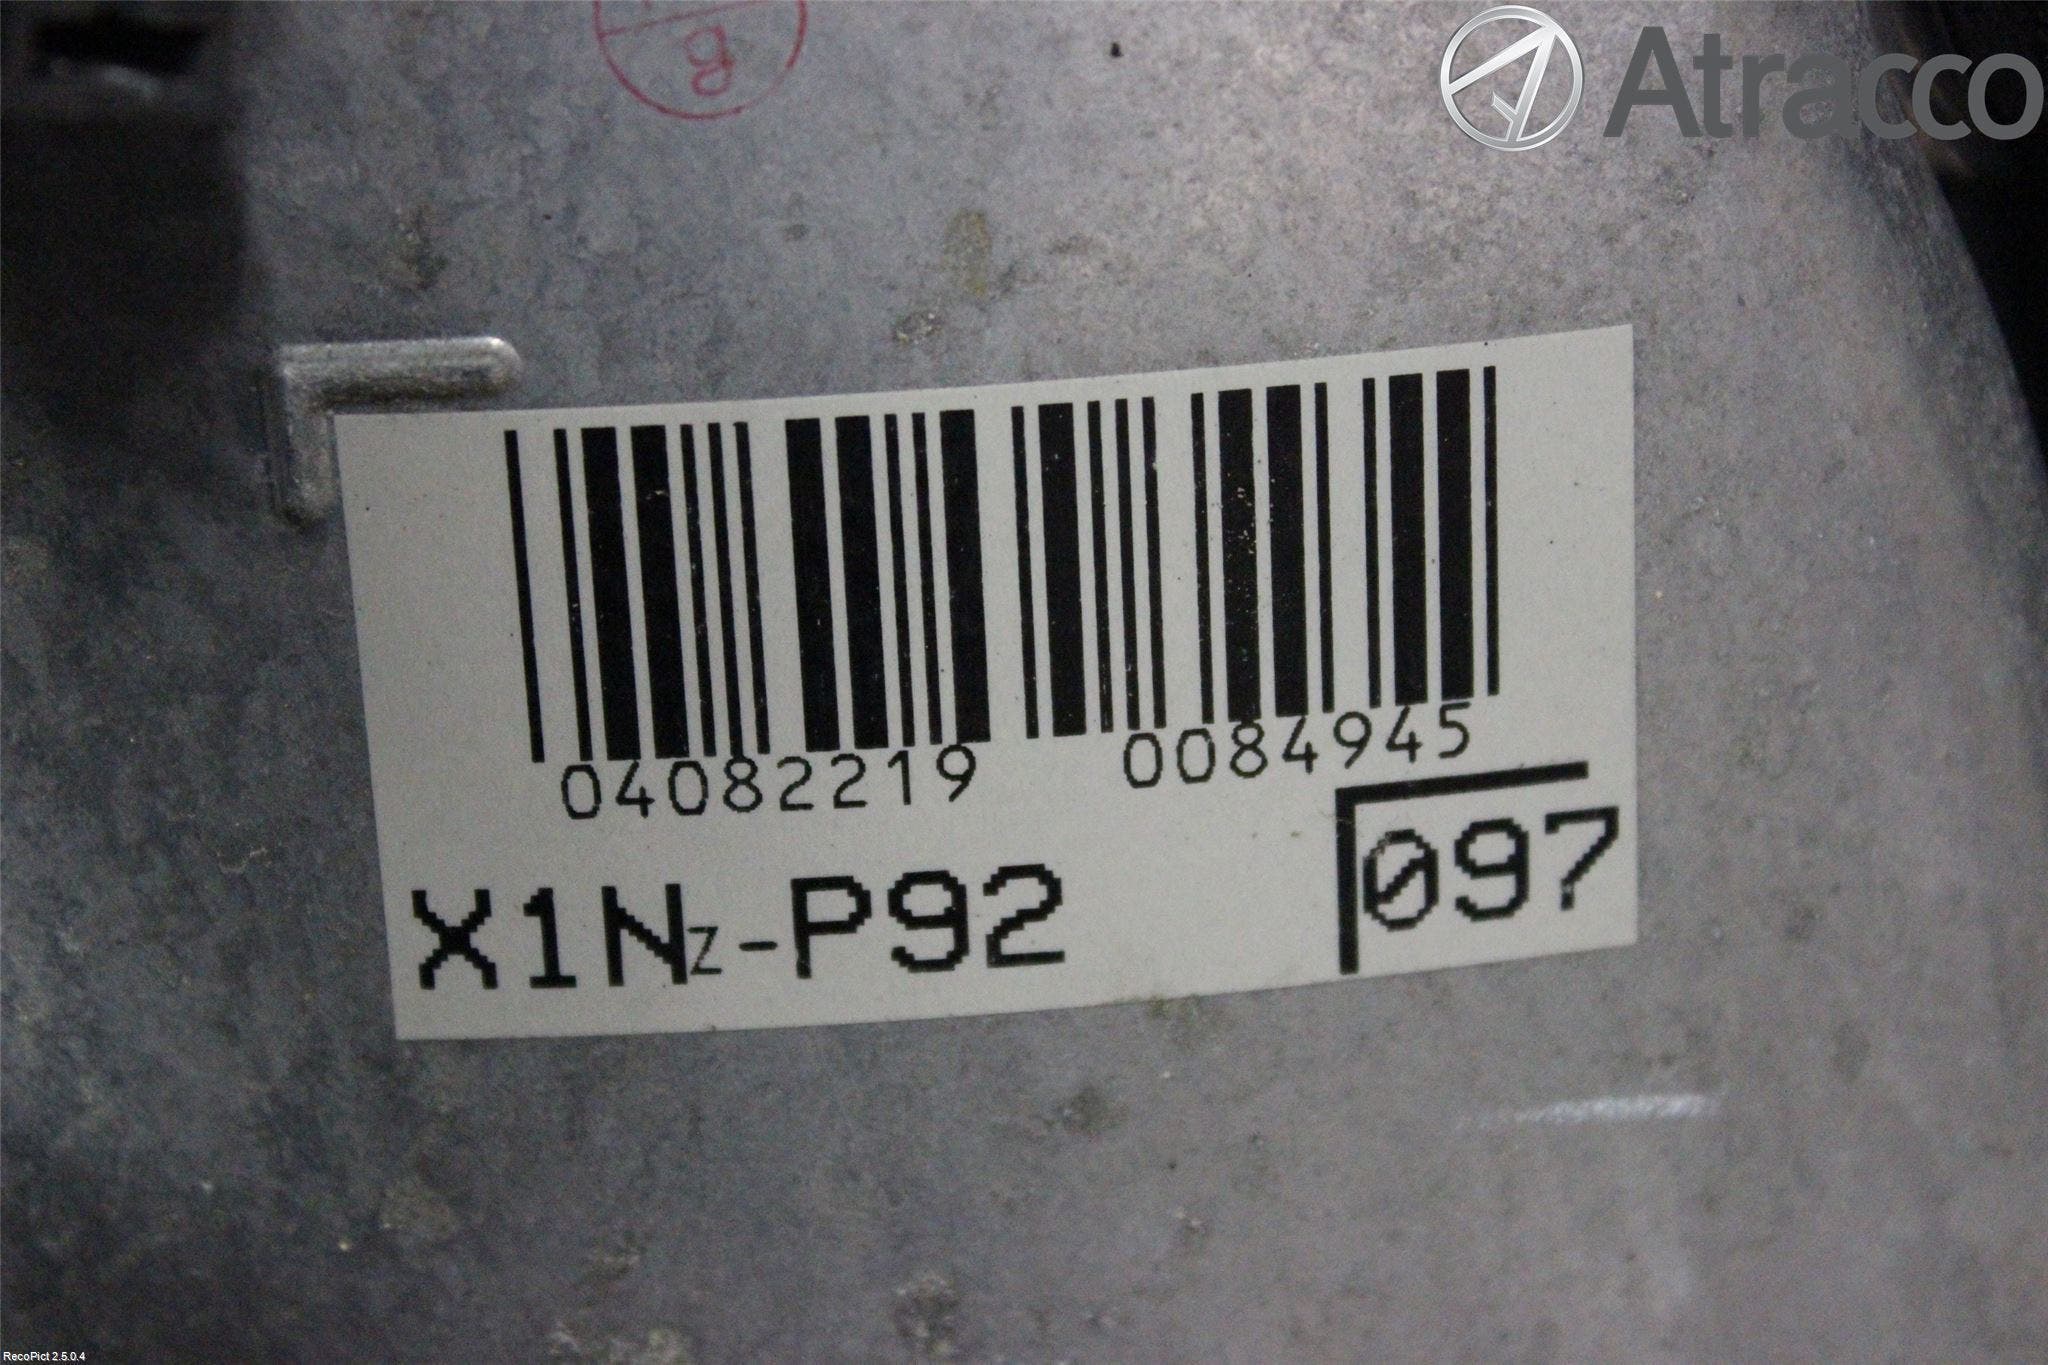 B
Atracco
04082219 0084945
X1NZ-P92
097
RecoPict 2.5.0.4